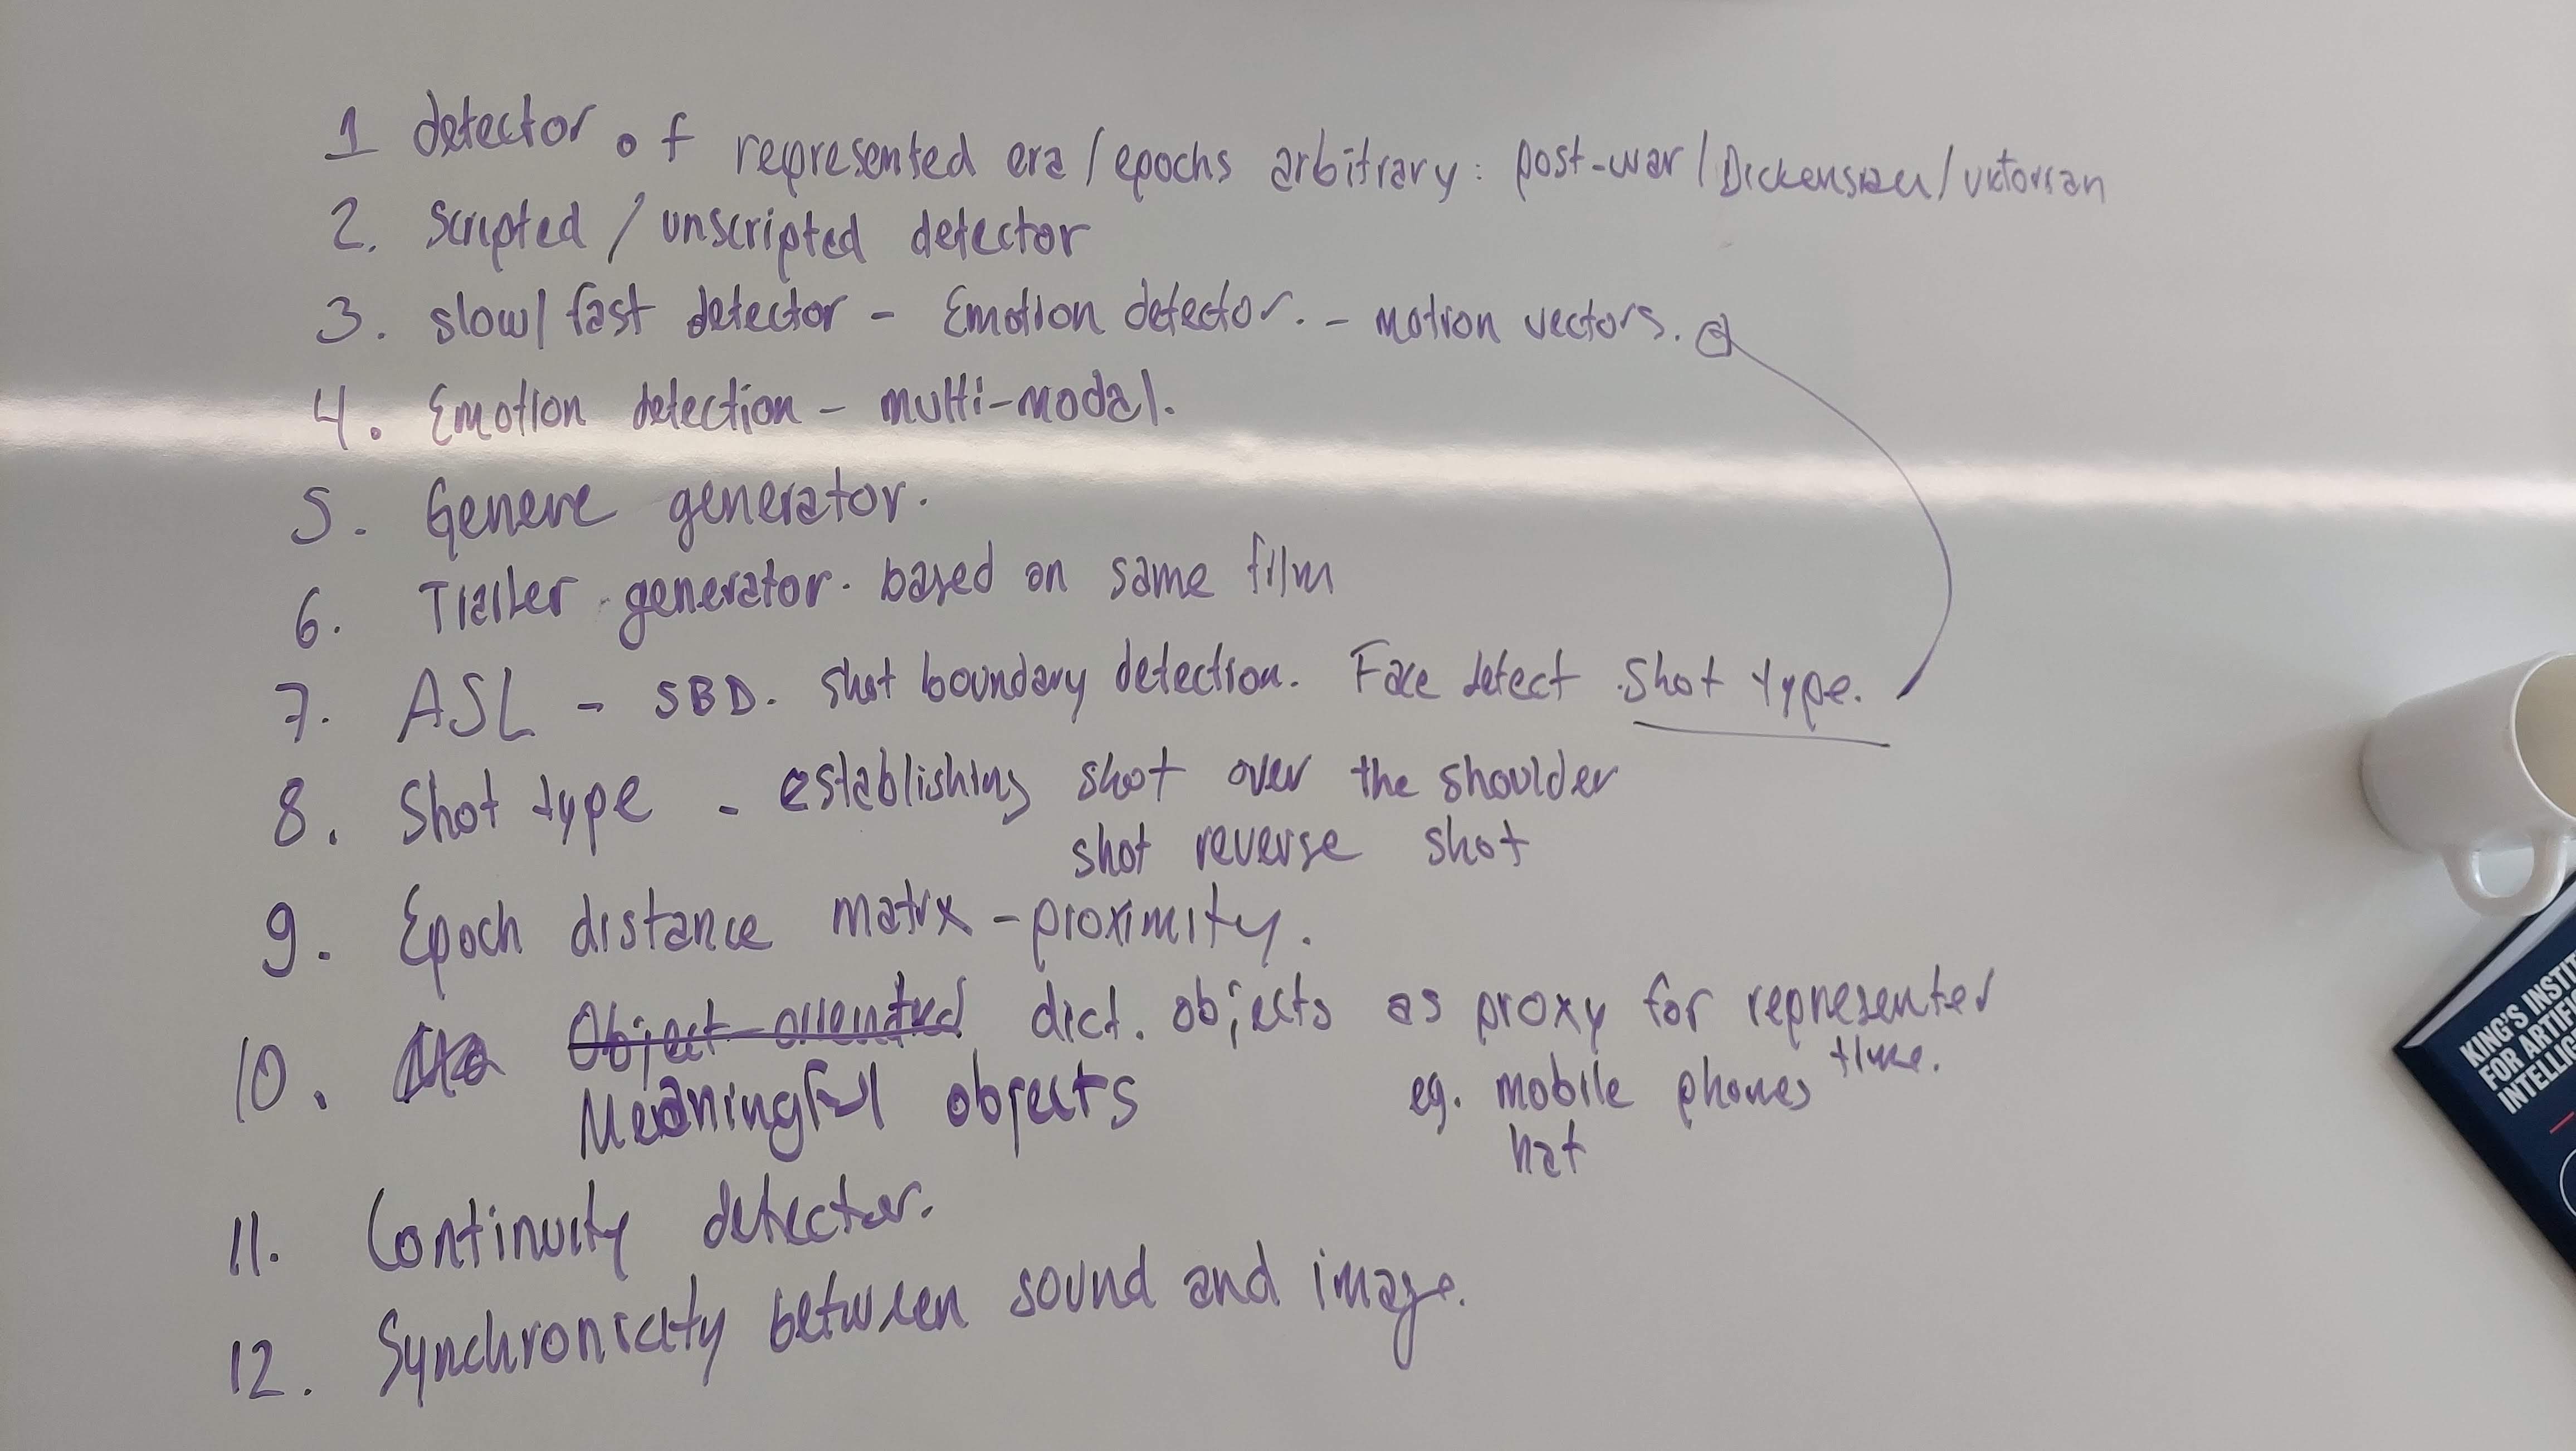 1 detector of represented era/epochs arbitrary: post-war/Dickensian/victorian
2. Scripted / unscripted detector
3. slow/fast detector - Emotion detector. - motion vectors.
4. Emotion detection - multi-modal.
5. Genere generator.
6. Trailer generator. based on same film
7. ASL - SBD. shot boundary detection. Face detect shot type.
8. Shot type - establishing shot over the shoulder
shot reverse shot
9. Epoch distance matrix - proximity.
10. Object oriented dict. objects as proxy for represented
time.
Meaningful objects eg. mobile phones
hat
11. Continuity detector.
12. Synchronicity between sound and image.
KING'S INSTIT
FOR ARTIFI
INTELLIG